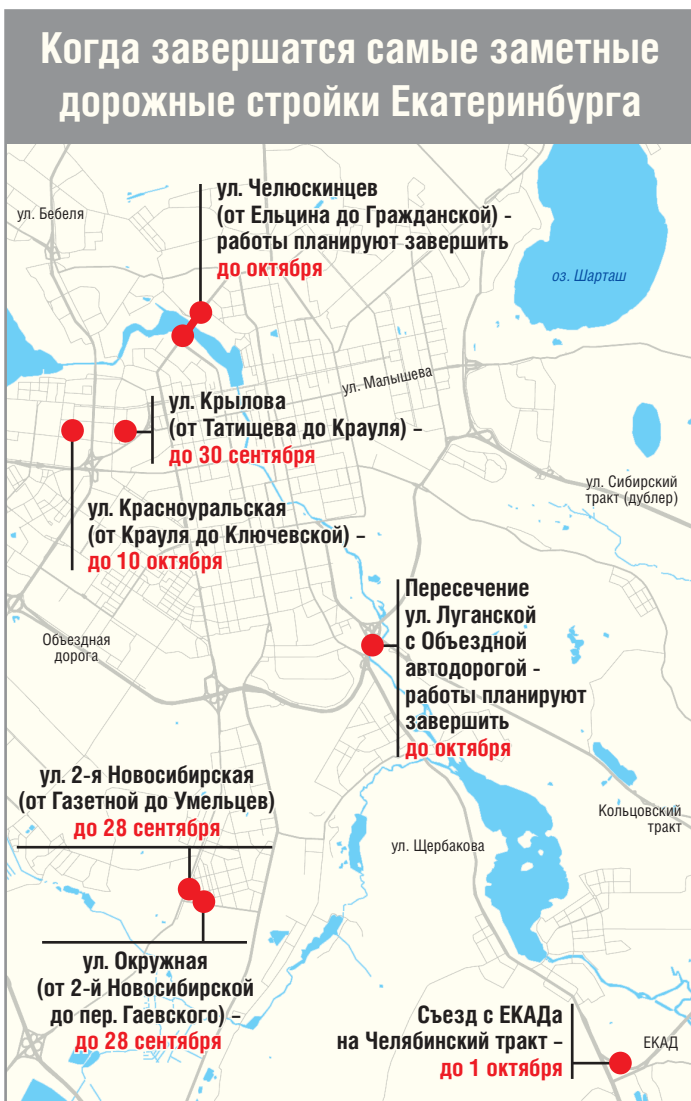 Когда завершатся самые заметные
дорожные стройки Екатеринбурга
ул. Челюскинцев
(от Ельцина до Гражданской) -
работы планируют завершить
до октября
ул. Бебеля
оз. Шарташ
ул. Малышева
ул. Крылова
(от Татищева до Крауля) –
до 30 сентября
ул. Сибирский
тракт (дублер)
ул. Красноуральская
(от Крауля до Ключевской) –
до 10 октября
Пересечение
ул. Луганской
с Объездной
автодорогой -
работы планируют
завершить
до октября
Объездная
дорога
ул. 2-я Новосибирская
(от Газетной до Умельцев)
до 28 сентября
Кольцовский
тракт
ул. Щербакова
ул. Окружная
(от 2-й Новосибирской
до пер. Гаевского) –
до 28 сентября
Съезд с ЕКАДа
на Челябинский тракт –
до 1 октября
ЕКАД